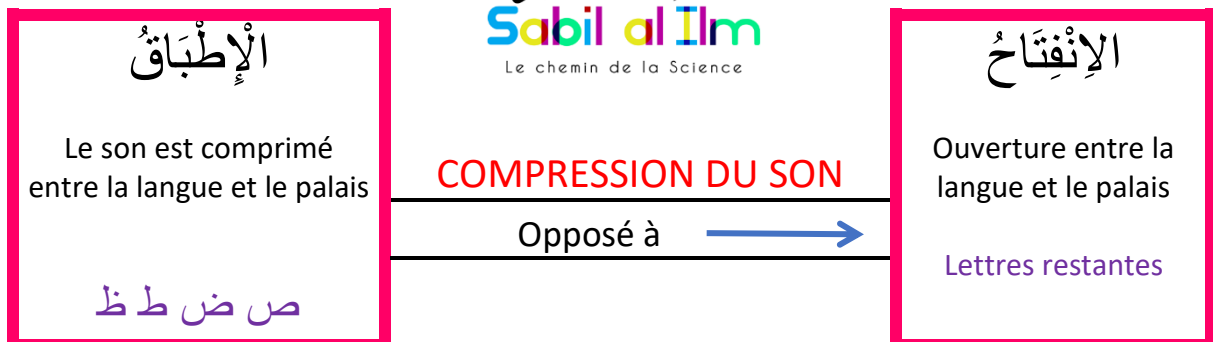 الْإِطْبَاقُ
Le son est comprimé
entre la langue et le palais
ص ض ط ظ
Sabil al Ilm
Le chemin de la Science
COMPRESSION DU SON
Opposé à
الاِنْفِتَاحُ
Ouverture entre la
langue et le palais
Lettres restantes